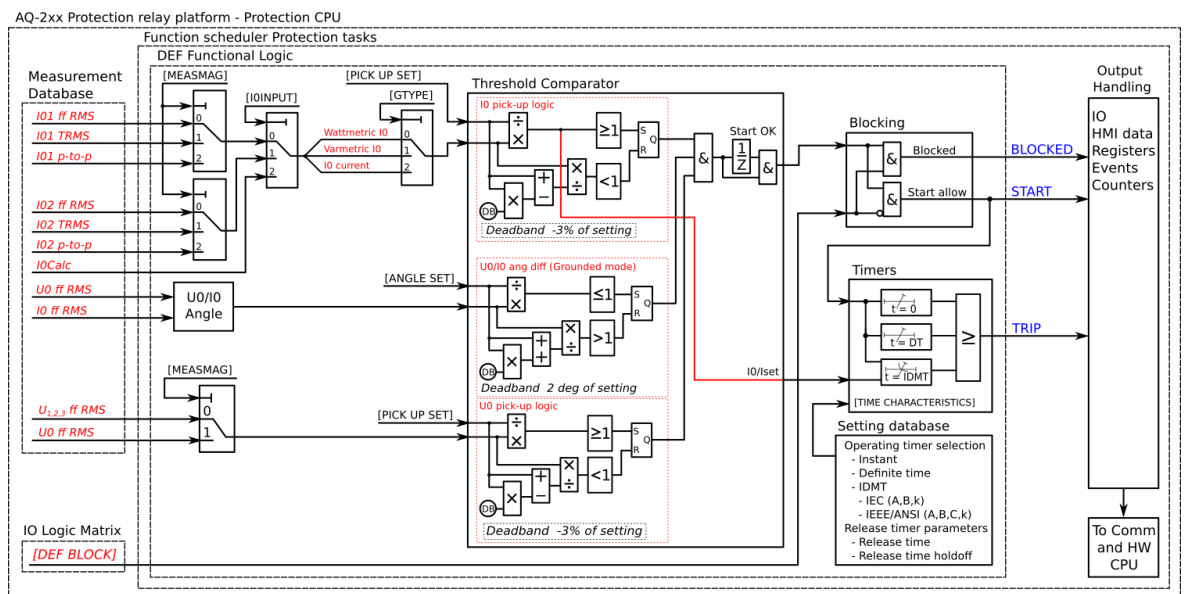 AQ-2xx Protection relay platform - Protection CPU
Function scheduler Protection tasks
DEF Functional Logic
Measurement
Database
I01 ff RMS
I01 TRMS
I01 p-to-p
I02 ff RMS
I02 TRMS
I02 p-to-p
I0Calc
U0 ff RMS
I0 ff RMS
U1,2,3 ff RMS
U0 ff RMS
IO Logic Matrix
[DEF BLOCK]
[MEASMAG]
0
1
2
0
1
2
[I0INPUT]
0
1
2
Wattmetric I0
Varmetric I0
I0 current
[PICK UP SET]
[GTYPE]
0
1
2
U0/I0
Angle
[ANGLE SET]
[MEASMAG]
0
1
[PICK UP SET]
Threshold Comparator
I0 pick-up logic
÷
×
≥1
S
R
Q
×
÷
<1
+
−
×
DB
Deadband -3% of setting
U0/I0 ang diff (Grounded mode)
÷
×
≤1
S
R
Q
×
÷
>1
+
+
×
DB
Deadband 2 deg of setting
U0 pick-up logic
÷
×
≥1
S
R
Q
×
÷
<1
+
−
×
DB
Deadband -3% of setting
&
Start OK
1
Z
&
I0/Iset
Blocking
&
Blocked
&
Start allow
BLOCKED
START
Timers
t = 0
t = DT
t = IDMT
≥
[TIME CHARACTERISTICS]
TRIP
Setting database
Operating timer selection
- Instant
- Definite time
- IDMT
- IEC (A,B,k)
- IEEE/ANSI (A,B,C,k)
Release timer parameters
- Release time
- Release time holdoff
Output
Handling
IO
HMI data
Registers
Events
Counters
To Comm
and HW
CPU